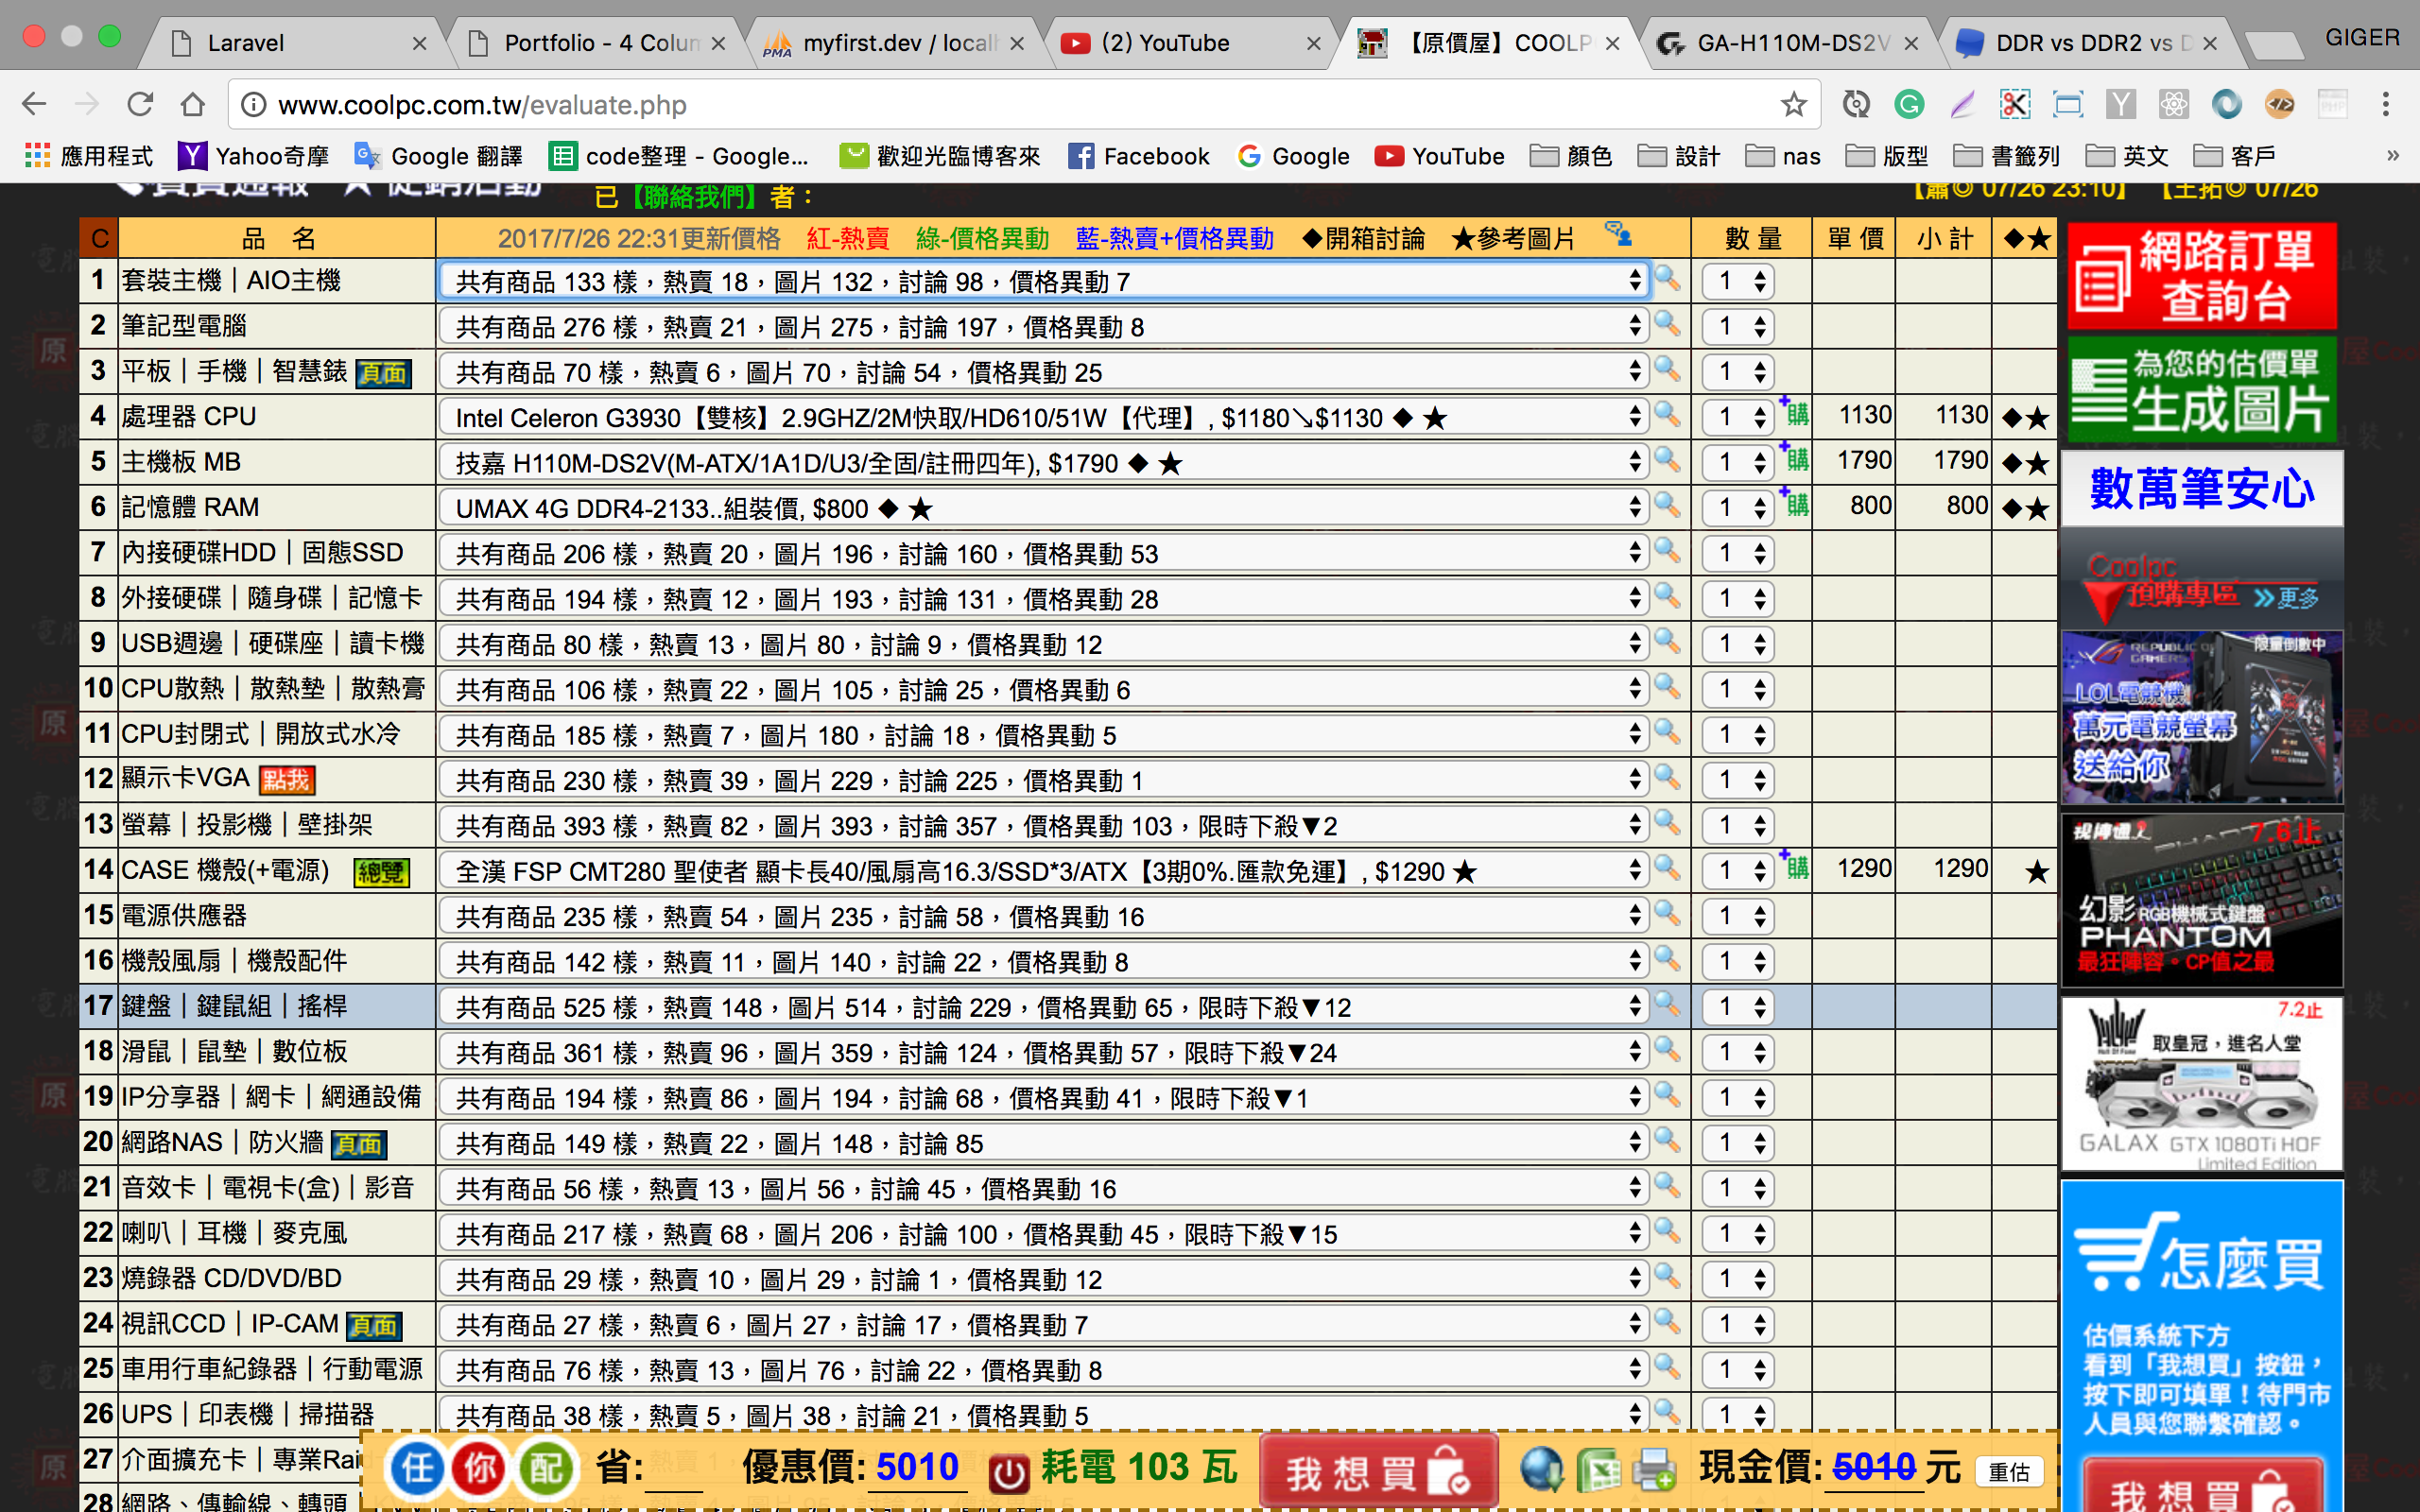 Laravel
Portfolio - 4 Colun
myfirst.dev / localh
(2) YouTube
【原價屋】COOLP
GA-H110M-DS2V
DDR vs DDR2 vs D
GIGER
www.coolpc.com.tw/evaluate.php
應用程式
Yahoo奇摩
Google 翻譯
code整理 - Google...
歡迎光臨博客來
Facebook
Google
YouTube
顏色
設計
nas
版型
書籤列
英文
客戶
»
已【聯絡我們】者：
【蕭◎ 07/26 23:10】 【王拓◎ 07/26
C 品 名 2017/7/26 22:31更新價格 紅-熱賣 綠-價格異動 藍-熱賣+價格異動 ◆開箱討論 ★參考圖片 數量 單價 小計 ◆★
1 套裝主機｜AIO主機 共有商品 133 樣，熱賣 18，圖片 132，討論 98，價格異動 7 1
2 筆記型電腦 共有商品 276 樣，熱賣 21，圖片 275，討論 197，價格異動 8 1
3 平板｜手機｜智慧錶 頁面 共有商品 70 樣，熱賣 6，圖片 70，討論 54，價格異動 25 1
4 處理器 CPU Intel Celeron G3930【雙核】2.9GHZ/2M快取/HD610/51W【代理】, $1180↘$1130 ◆ ★ 1 +購 1130 1130 ◆★
5 主機板 MB 技嘉 H110M-DS2V(M-ATX/1A1D/U3/全固/註冊四年), $1790 ◆ ★ 1 +購 1790 1790 ◆★
6 記憶體 RAM UMAX 4G DDR4-2133..組裝價, $800 ◆ ★ 1 +購 800 800 ◆★
7 內接硬碟HDD｜固態SSD 共有商品 206 樣，熱賣 20，圖片 196，討論 160，價格異動 53 1
8 外接硬碟｜隨身碟｜記憶卡 共有商品 194 樣，熱賣 12，圖片 193，討論 131，價格異動 28 1
9 USB週邊｜硬碟座｜讀卡機 共有商品 80 樣，熱賣 13，圖片 80，討論 9，價格異動 12 1
10 CPU散熱｜散熱墊｜散熱膏 共有商品 106 樣，熱賣 22，圖片 105，討論 25，價格異動 6 1
11 CPU封閉式｜開放式水冷 共有商品 185 樣，熱賣 7，圖片 180，討論 18，價格異動 5 1
12 顯示卡VGA 點我 共有商品 230 樣，熱賣 39，圖片 229，討論 225，價格異動 1 1
13 螢幕｜投影機｜壁掛架 共有商品 393 樣，熱賣 82，圖片 393，討論 357，價格異動 103，限時下殺▼2 1
14 CASE 機殼(+電源) 總覽 全漢 FSP CMT280 聖使者 顯卡長40/風扇高16.3/SSD*3/ATX【3期0%.匯款免運】, $1290 ★ 1 +購 1290 1290 ★
15 電源供應器 共有商品 235 樣，熱賣 54，圖片 235，討論 58，價格異動 16 1
16 機殼風扇｜機殼配件 共有商品 142 樣，熱賣 11，圖片 140，討論 22，價格異動 8 1
17 鍵盤｜鍵鼠組｜搖桿 共有商品 525 樣，熱賣 148，圖片 514，討論 229，價格異動 65，限時下殺▼12 1
18 滑鼠｜鼠墊｜數位板 共有商品 361 樣，熱賣 96，圖片 359，討論 124，價格異動 57，限時下殺▼24 1
19 IP分享器｜網卡｜網通設備 共有商品 194 樣，熱賣 86，圖片 194，討論 68，價格異動 41，限時下殺▼1 1
20 網路NAS｜防火牆 頁面 共有商品 149 樣，熱賣 22，圖片 148，討論 85 1
21 音效卡｜電視卡(盒)｜影音 共有商品 56 樣，熱賣 13，圖片 56，討論 45，價格異動 16 1
22 喇叭｜耳機｜麥克風 共有商品 217 樣，熱賣 68，圖片 206，討論 100，價格異動 45，限時下殺▼15 1
23 燒錄器 CD/DVD/BD 共有商品 29 樣，熱賣 10，圖片 29，討論 1，價格異動 12 1
24 視訊CCD｜IP-CAM 頁面 共有商品 27 樣，熱賣 6，圖片 27，討論 17，價格異動 7 1
25 車用行車紀錄器｜行動電源 共有商品 76 樣，熱賣 13，圖片 76，討論 22，價格異動 8 1
26 UPS｜印表機｜掃描器 共有商品 38 樣，熱賣 5，圖片 38，討論 21，價格異動 5 1
27 介面擴充卡｜專業Raid
28 網路、傳輸線、轉頭
任你配 省: 優惠價: 5010 耗電 103 瓦 我想買 現金價: 5010 元 重估
網路訂單
查詢台
為您的估價單
生成圖片
數萬筆安心
Coolpc
預購專區 »更多
REPUBLIC OF
GAMERS
限量倒數中
LOL電競機
萬元電競螢幕
送給你
視博通
7.6止
幻影 RGB機械式鍵盤
PHANTOM
最狂陣容。CP值之最
7.2止
取皇冠，進名人堂
GALAX GTX 1080Ti HOF
Limited Edition
怎麼買
估價系統下方
看到「我想買」按鈕，
按下即可填單！待門市
人員與您聯繫確認。
我想買